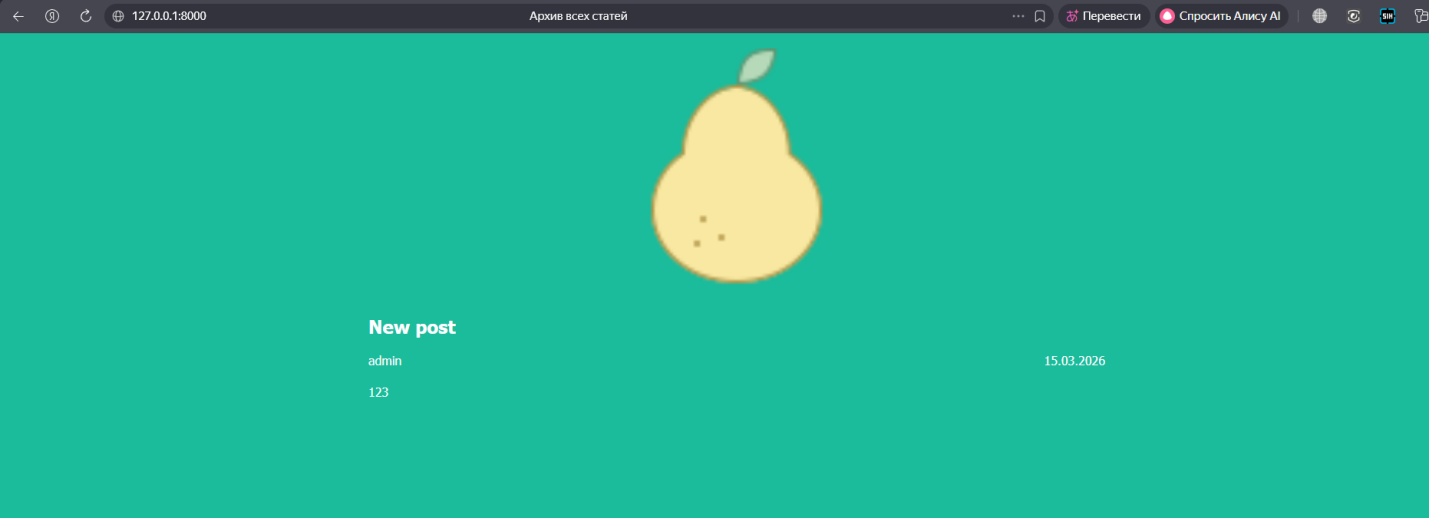 127.0.0.1:8000 Архив всех статей Перевести Спросить Алису AI SIH
New post
admin 15.03.2026
123